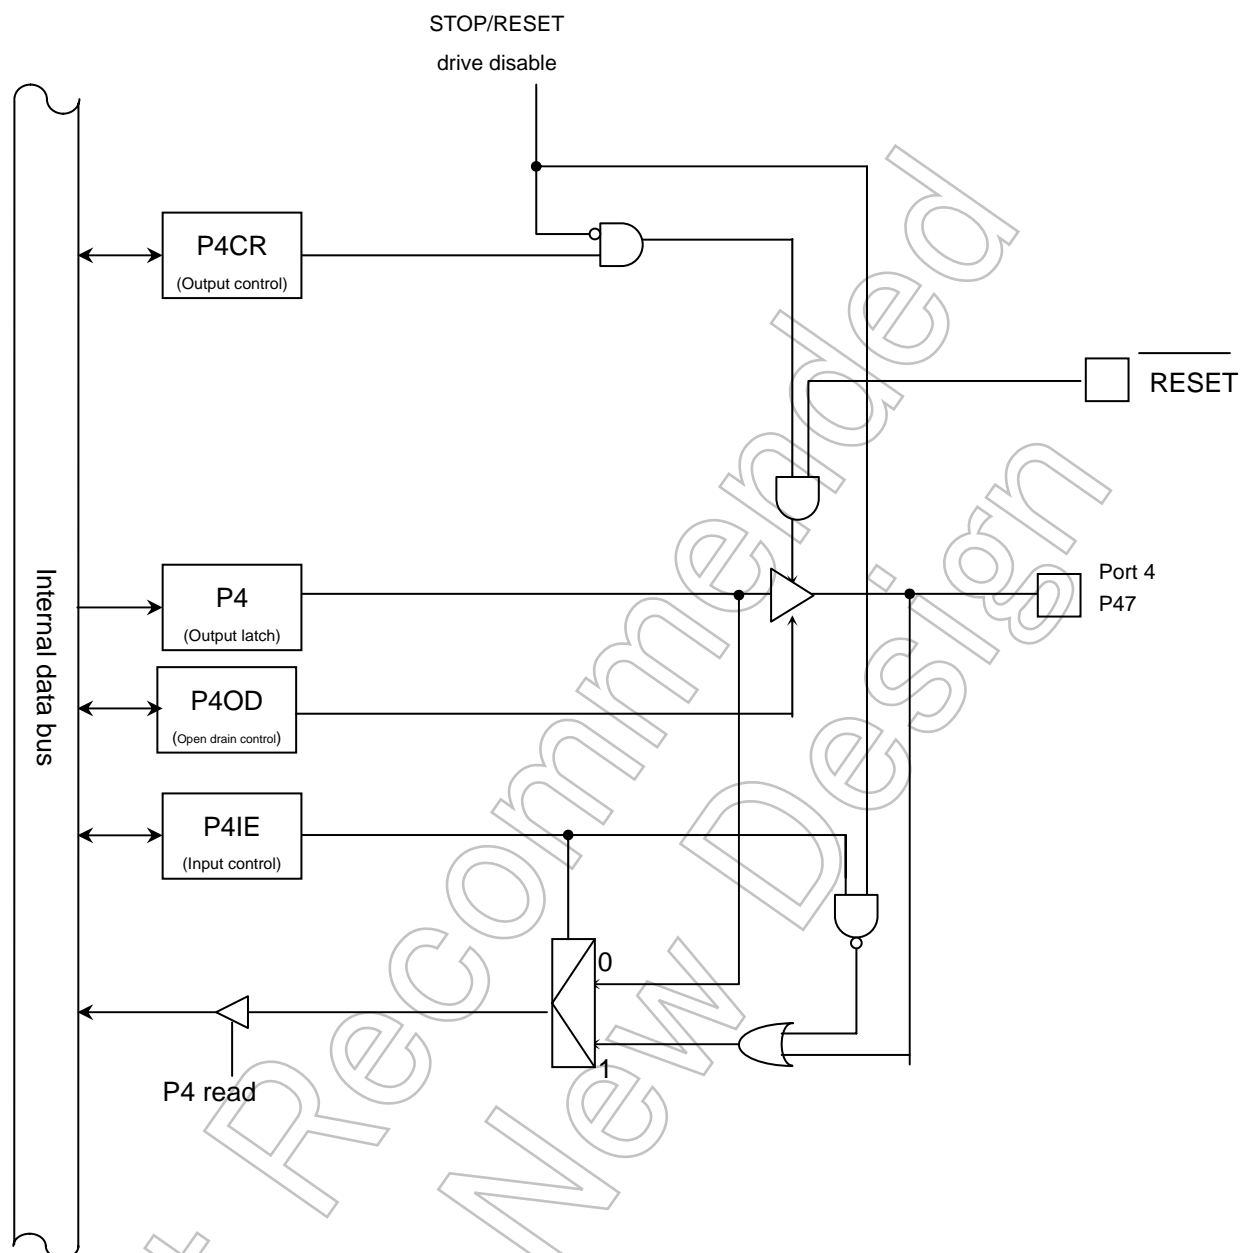 STOP/RESET
drive disable
P4CR
(Output control)
RESET
P4
(Output latch)
Port 4
P47
Internal data bus
P4OD
(Open drain control)
P4IE
(Input control)
0
1
P4 read
Recommended
New Design